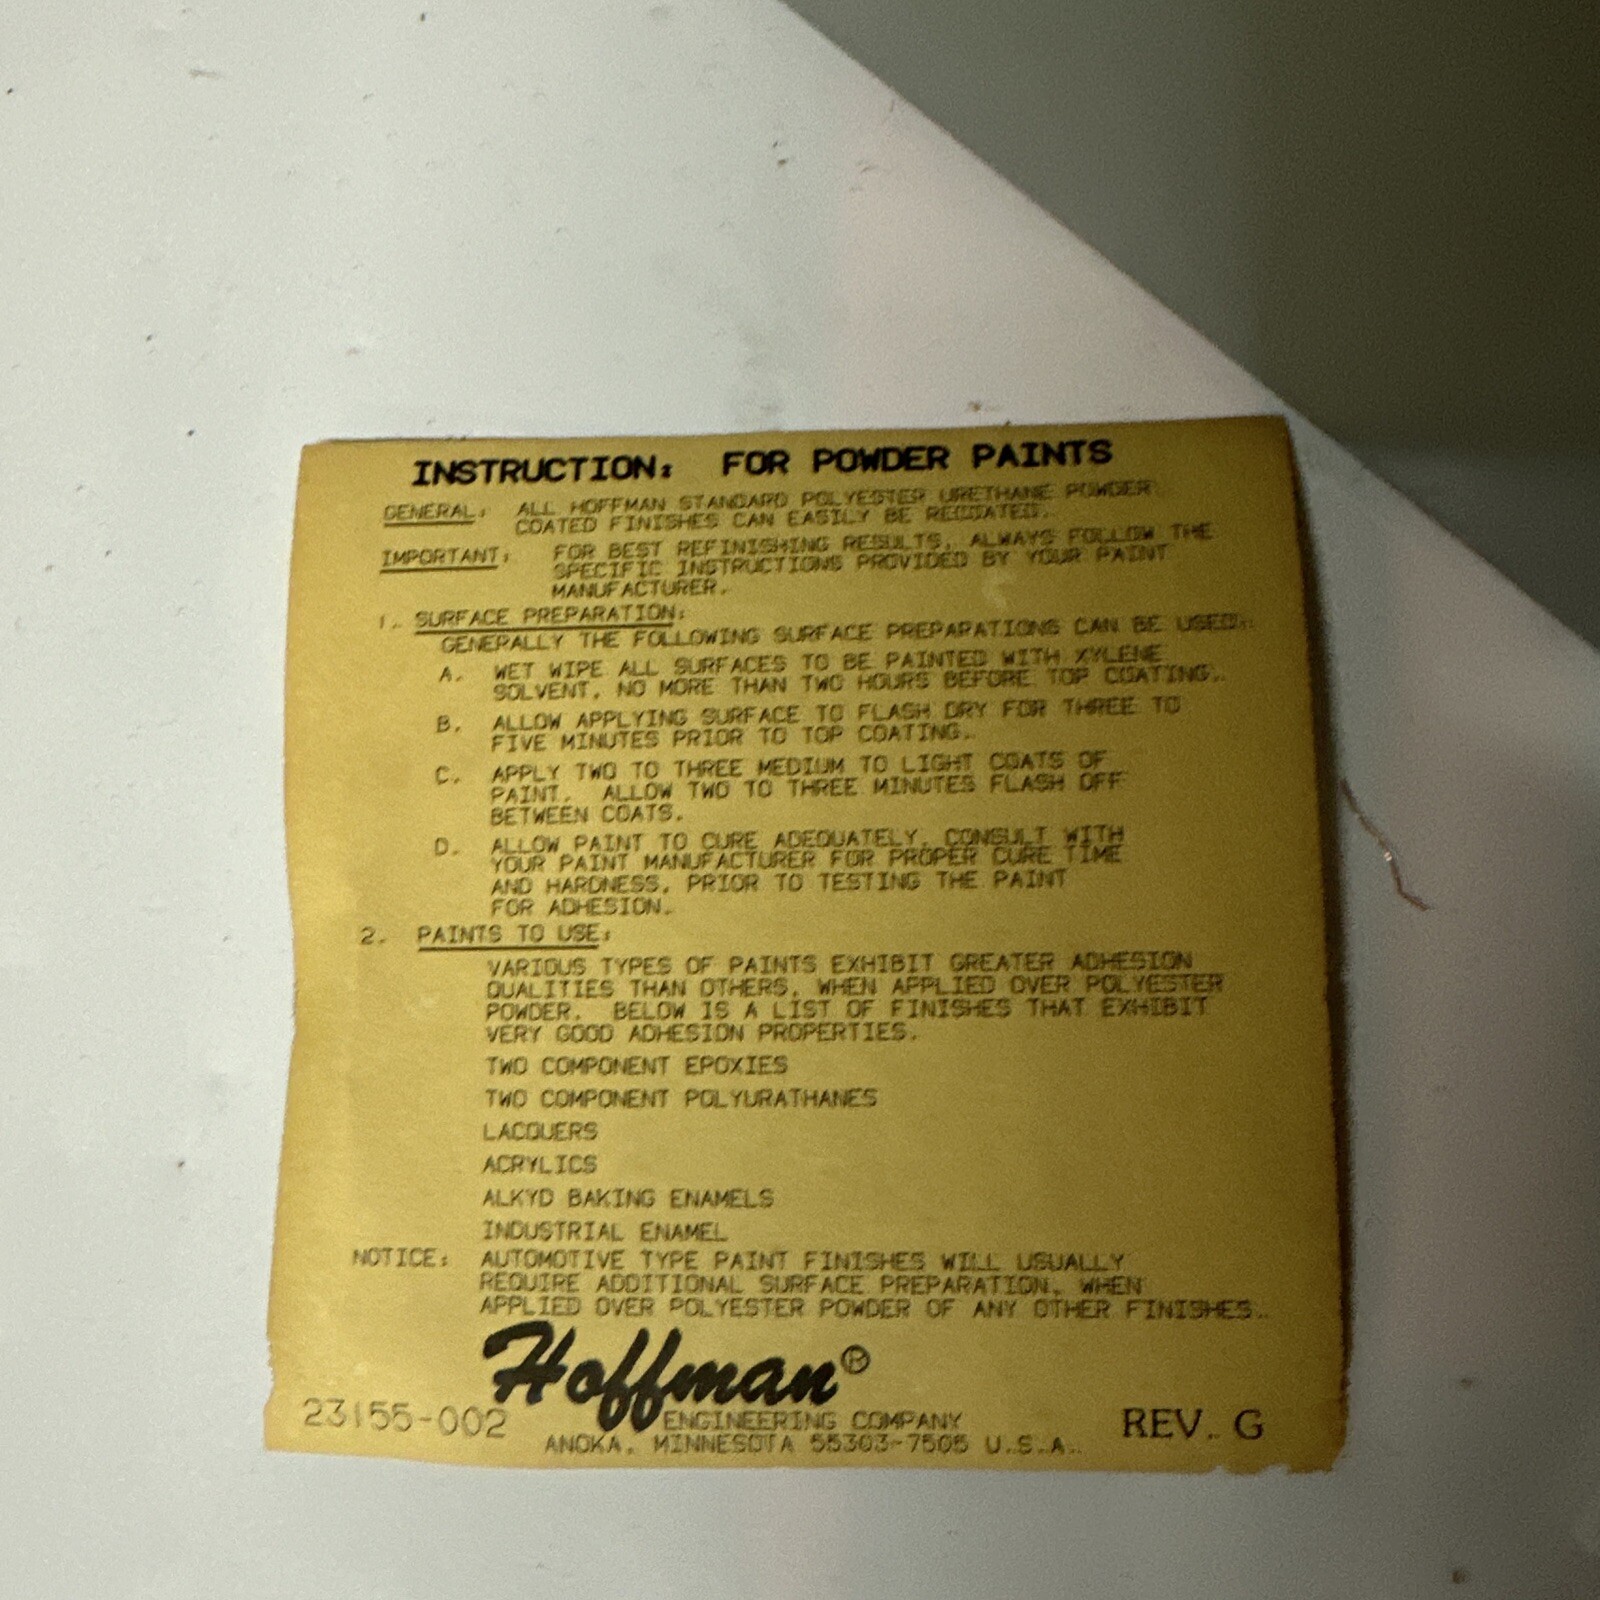 INSTRUCTION: FOR POWDER PAINTS
GENERAL: ALL HOFFMAN STANDARD POLYESTER URETHANE POWDER
COATED FINISHES CAN EASILY BE RECOATED.
IMPORTANT: FOR BEST REFINISHING RESULTS, ALWAYS FOLLOW THE
SPECIFIC INSTRUCTIONS PROVIDED BY YOUR PAINT
MANUFACTURER.
1. SURFACE PREPARATION:
GENERALLY THE FOLLOWING SURFACE PREPARATIONS CAN BE USED:
A. WET WIPE ALL SURFACES TO BE PAINTED WITH XYLENE
SOLVENT, NO MORE THAN TWO HOURS BEFORE TOP COATING.
B. ALLOW APPLYING SURFACE TO FLASH DRY FOR THREE TO
FIVE MINUTES PRIOR TO TOP COATING.
C. APPLY TWO TO THREE MEDIUM TO LIGHT COATS OF
PAINT. ALLOW TWO TO THREE MINUTES FLASH OFF
BETWEEN COATS.
D. ALLOW PAINT TO CURE ADEQUATELY, CONSULT WITH
YOUR PAINT MANUFACTURER FOR PROPER CURE TIME
AND HARDNESS, PRIOR TO TESTING THE PAINT
FOR ADHESION.
2. PAINTS TO USE:
VARIOUS TYPES OF PAINTS EXHIBIT GREATER ADHESION
QUALITIES THAN OTHERS, WHEN APPLIED OVER POLYESTER
POWDER. BELOW IS A LIST OF FINISHES THAT EXHIBIT
VERY GOOD ADHESION PROPERTIES.
TWO COMPONENT EPOXIES
TWO COMPONENT POLYURATHANES
LACQUERS
ACRYLICS
ALKYD BAKING ENAMELS
INDUSTRIAL ENAMEL
NOTICE: AUTOMOTIVE TYPE PAINT FINISHES WILL USUALLY
REQUIRE ADDITIONAL SURFACE PREPARATION, WHEN
APPLIED OVER POLYESTER POWDER OF ANY OTHER FINISHES.
Hoffman®
23155-002 ENGINEERING COMPANY REV. G
ANOKA, MINNESOTA 55303-7505 U.S.A.